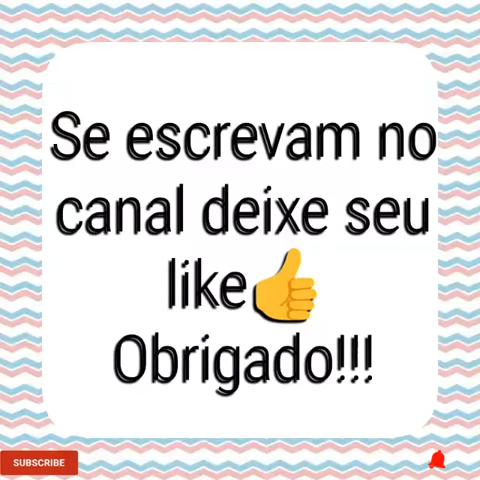 Se escrevam no
canal deixe seu
like👍
Obrigado!!!
SUBSCRIBE